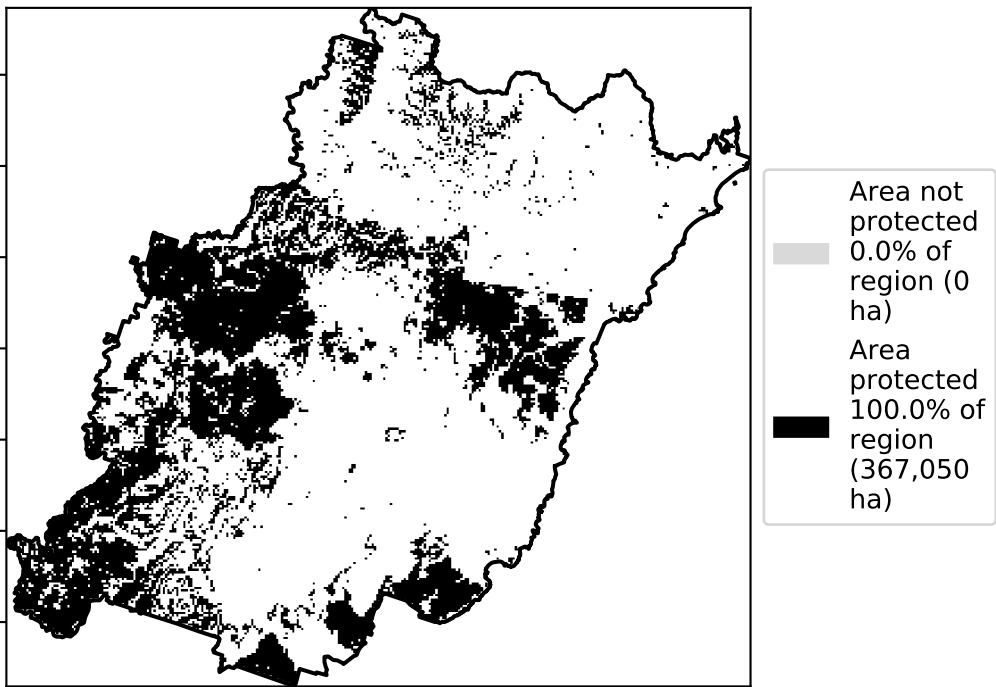 Area not
protected
0.0% of
region (0
ha)
Area
protected
100.0% of
region
(367,050
ha)